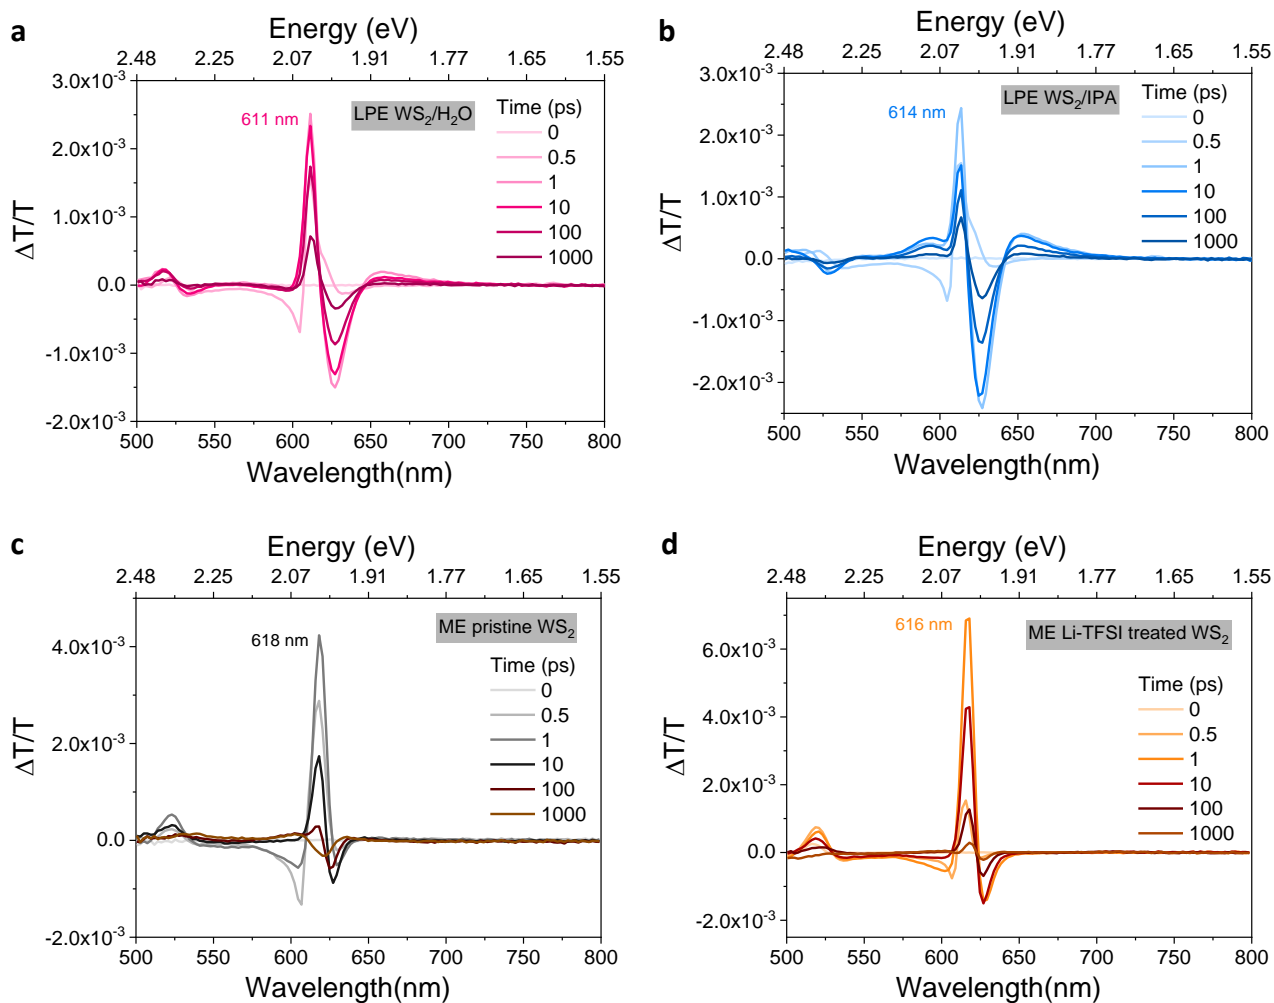 a
Energy (eV)
2.48 2.25 2.07 1.91 1.77 1.65 1.55
3.0x10⁻³
2.0x10⁻³
1.0x10⁻³
0.0
-1.0x10⁻³
-2.0x10⁻³
ΔT/T
611 nm
LPE WS₂/H₂O
Time (ps)
0
0.5
1
10
100
1000
500 550 600 650 700 750 800
Wavelength(nm)
b
Energy (eV)
2.48 2.25 2.07 1.91 1.77 1.65 1.55
3.0x10⁻³
2.0x10⁻³
1.0x10⁻³
0.0
-1.0x10⁻³
-2.0x10⁻³
ΔT/T
614 nm
LPE WS₂/IPA
Time (ps)
0
0.5
1
10
100
1000
500 550 600 650 700 750 800
Wavelength(nm)
c
Energy (eV)
2.48 2.25 2.07 1.91 1.77 1.65 1.55
4.0x10⁻³
2.0x10⁻³
0.0
-2.0x10⁻³
ΔT/T
618 nm
ME pristine WS₂
Time (ps)
0
0.5
1
10
100
1000
500 550 600 650 700 750 800
Wavelength(nm)
d
Energy (eV)
2.48 2.25 2.07 1.91 1.77 1.65 1.55
6.0x10⁻³
4.0x10⁻³
2.0x10⁻³
0.0
-2.0x10⁻³
ΔT/T
616 nm
ME Li-TFSI treated WS₂
Time (ps)
0
0.5
1
10
100
1000
500 550 600 650 700 750 800
Wavelength(nm)